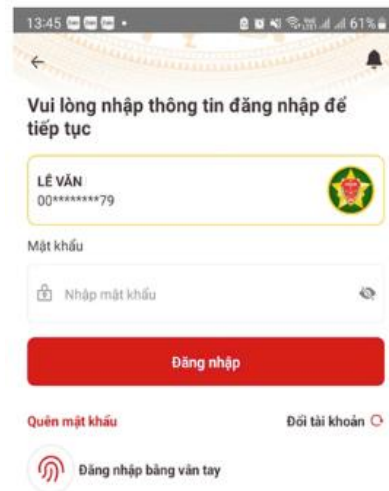 13:45
61%
Vui lòng nhập thông tin đăng nhập để
tiếp tục
LÊ VĂN
00********79
Mật khẩu
Nhập mật khẩu
Đăng nhập
Quên mật khẩu
Đổi tài khoản
Đăng nhập bằng vân tay